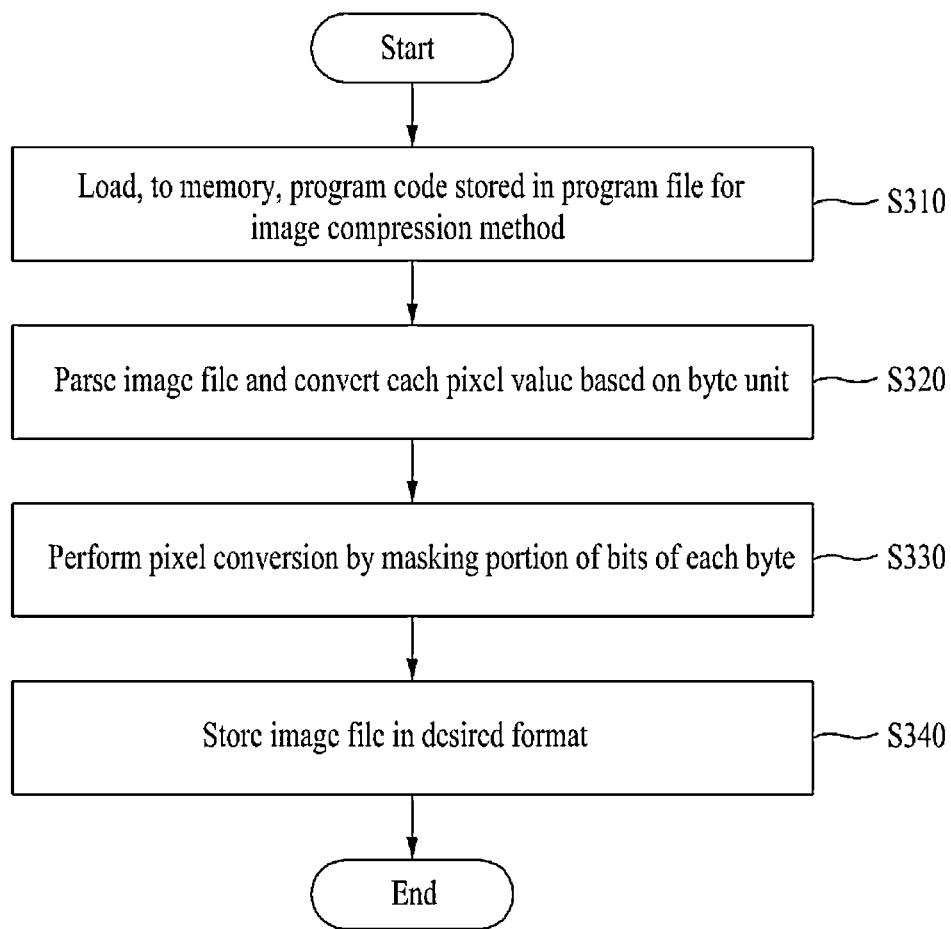 Start
Load, to memory, program code stored in program file for
image compression method
S310
Parse image file and convert each pixel value based on byte unit
S320
Perform pixel conversion by masking portion of bits of each byte
S330
Store image file in desired format
S340
End